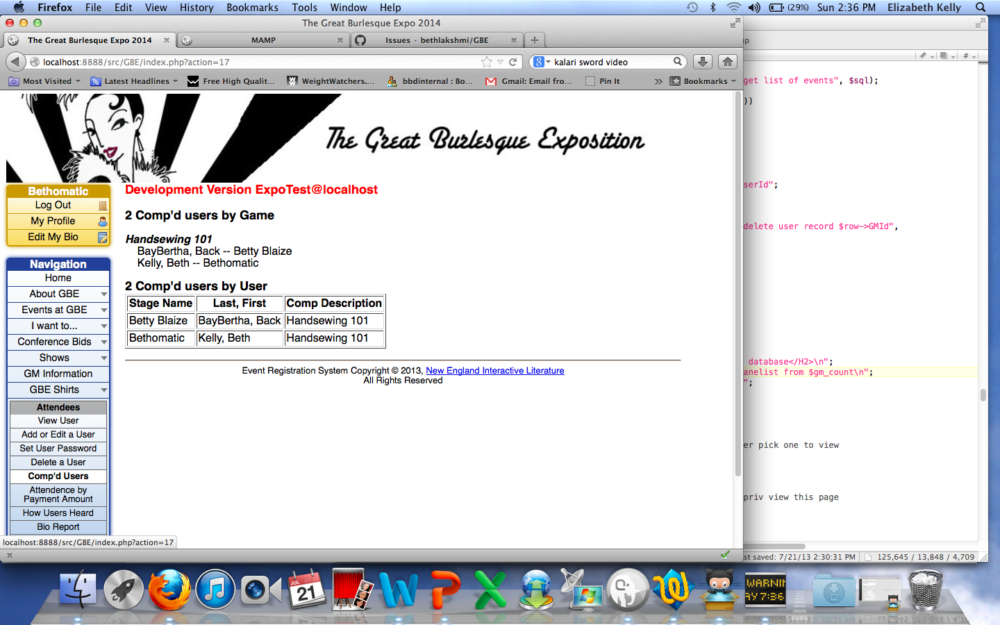 Firefox File Edit View History Bookmarks Tools Window Help (29%) Sun 2:36 PM Elizabeth Kelly
The Great Burlesque Expo 2014
The Great Burlesque Expo 2014 MAMP Issues · bethlakshmi/GBE
localhost:8888/src/GBE/index.php?action=17 kalari sword video
Most Visited Latest Headlines Free High Qualit... WeightWatchers.... bbdinternal : Bo... Gmail: Email fro... Pin It Bookmarks
The Great Burlesque Exposition
Bethomatic
Log Out
My Profile
Edit My Bio
Navigation
Home
About GBE
Events at GBE
I want to...
Conference Bids
Shows
GM Information
GBE Shirts
Attendees
View User
Add or Edit a User
Set User Password
Delete a User
Comp'd Users
Attendence by
Payment Amount
How Users Heard
Bio Report
Development Version ExpoTest@localhost
2 Comp'd users by Game
Handsewing 101
BayBertha, Back -- Betty Blaize
Kelly, Beth -- Bethomatic
2 Comp'd users by User
Stage Name Last, First Comp Description
Betty Blaize BayBertha, Back Handsewing 101
Bethomatic Kelly, Beth Handsewing 101
Event Registration System Copyright © 2013, New England Interactive Literature
All Rights Reserved
localhost:8888/src/GBE/index.php?action=17
#
get list of events", $sql);
))
serId";
delete user record $row->GMId",
database</H2>\n";
anelist from $gm_count\n";
";
er pick one to view
priv view this page
st saved: 7/21/13 2:30:31 PM 125,645 / 13,848 / 4,709
JUL
21
W P X
WARNIN
AY 7:36